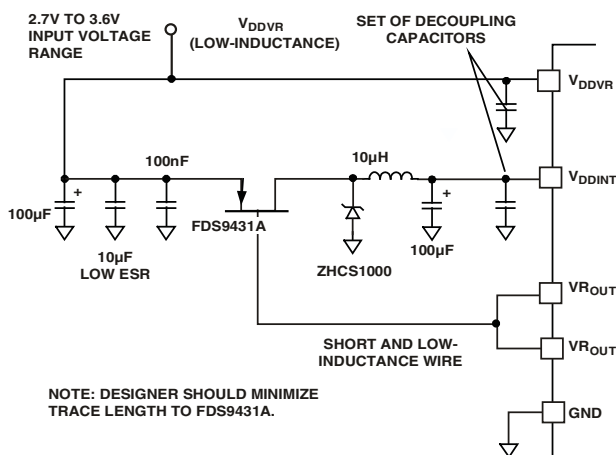 2.7V TO 3.6V
INPUT VOLTAGE
RANGE
VDDVR
(LOW-INDUCTANCE)
SET OF DECOUPLING
CAPACITORS
VDDVR
100nF
10µH
VDDINT
+
100µF
10µF
LOW ESR
FDS9431A
ZHCS1000
+
100µF
VROUT
SHORT AND LOW-
INDUCTANCE WIRE
VROUT
NOTE: DESIGNER SHOULD MINIMIZE
TRACE LENGTH TO FDS9431A.
GND